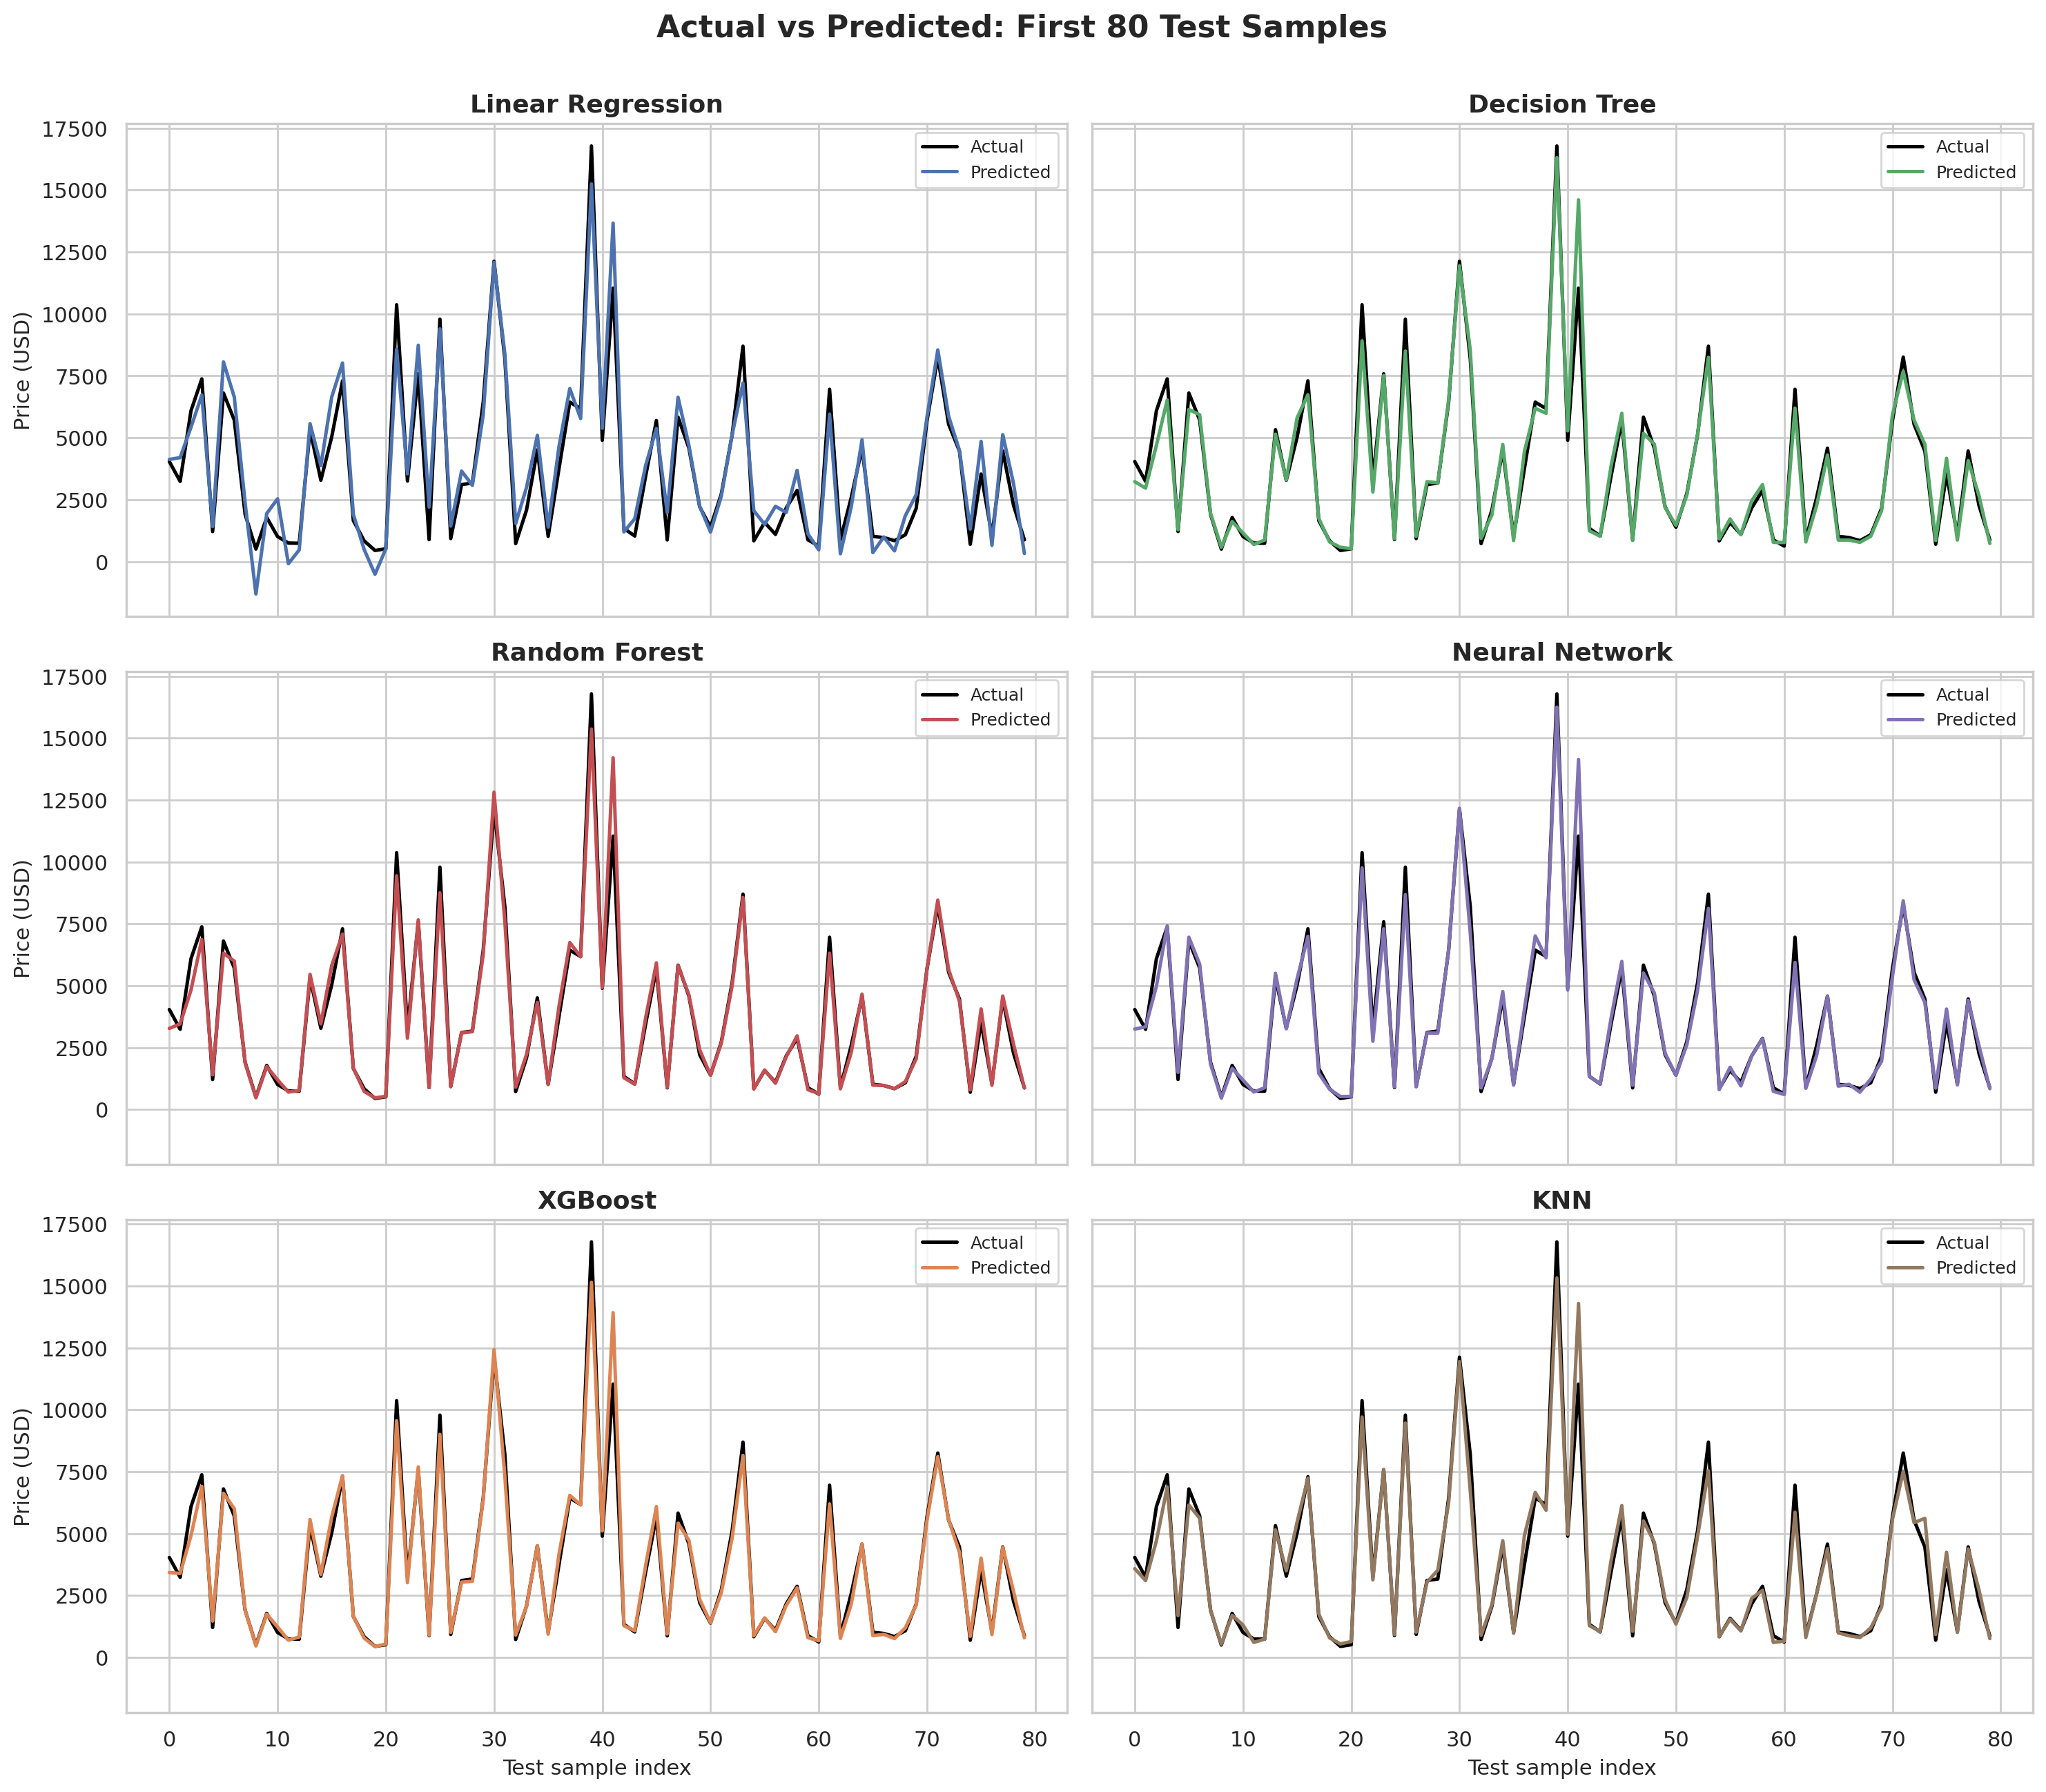 Actual vs Predicted: First 80 Test Samples
Linear Regression
Decision Tree
17500
15000
12500
10000
7500
5000
2500
0
Price (USD)
Actual
Predicted
Actual
Predicted
Random Forest
Neural Network
17500
15000
12500
10000
7500
5000
2500
0
Price (USD)
Actual
Predicted
Actual
Predicted
XGBoost
KNN
17500
15000
12500
10000
7500
5000
2500
0
Price (USD)
Actual
Predicted
Actual
Predicted
0 10 20 30 40 50 60 70 80
0 10 20 30 40 50 60 70 80
Test sample index
Test sample index